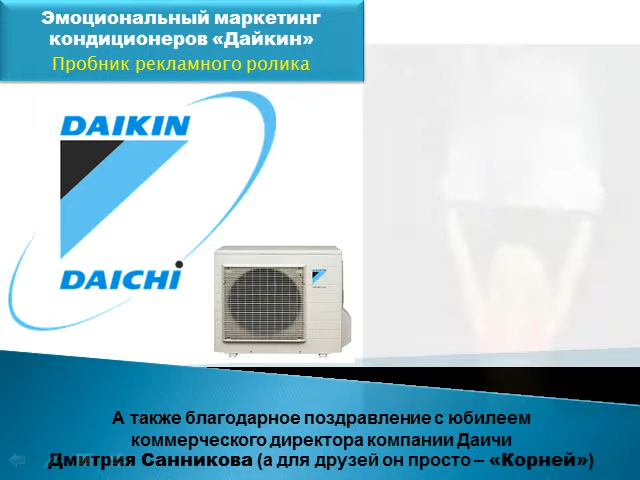 Эмоциональный маркетинг
кондиционеров «Дайкин»
Пробник рекламного ролика
DAIKIN
DAICHI
DAIKIN
А также благодарное поздравление с юбилеем
коммерческого директора компании Даичи
Дмитрия Санникова (а для друзей он просто – «Корней»)